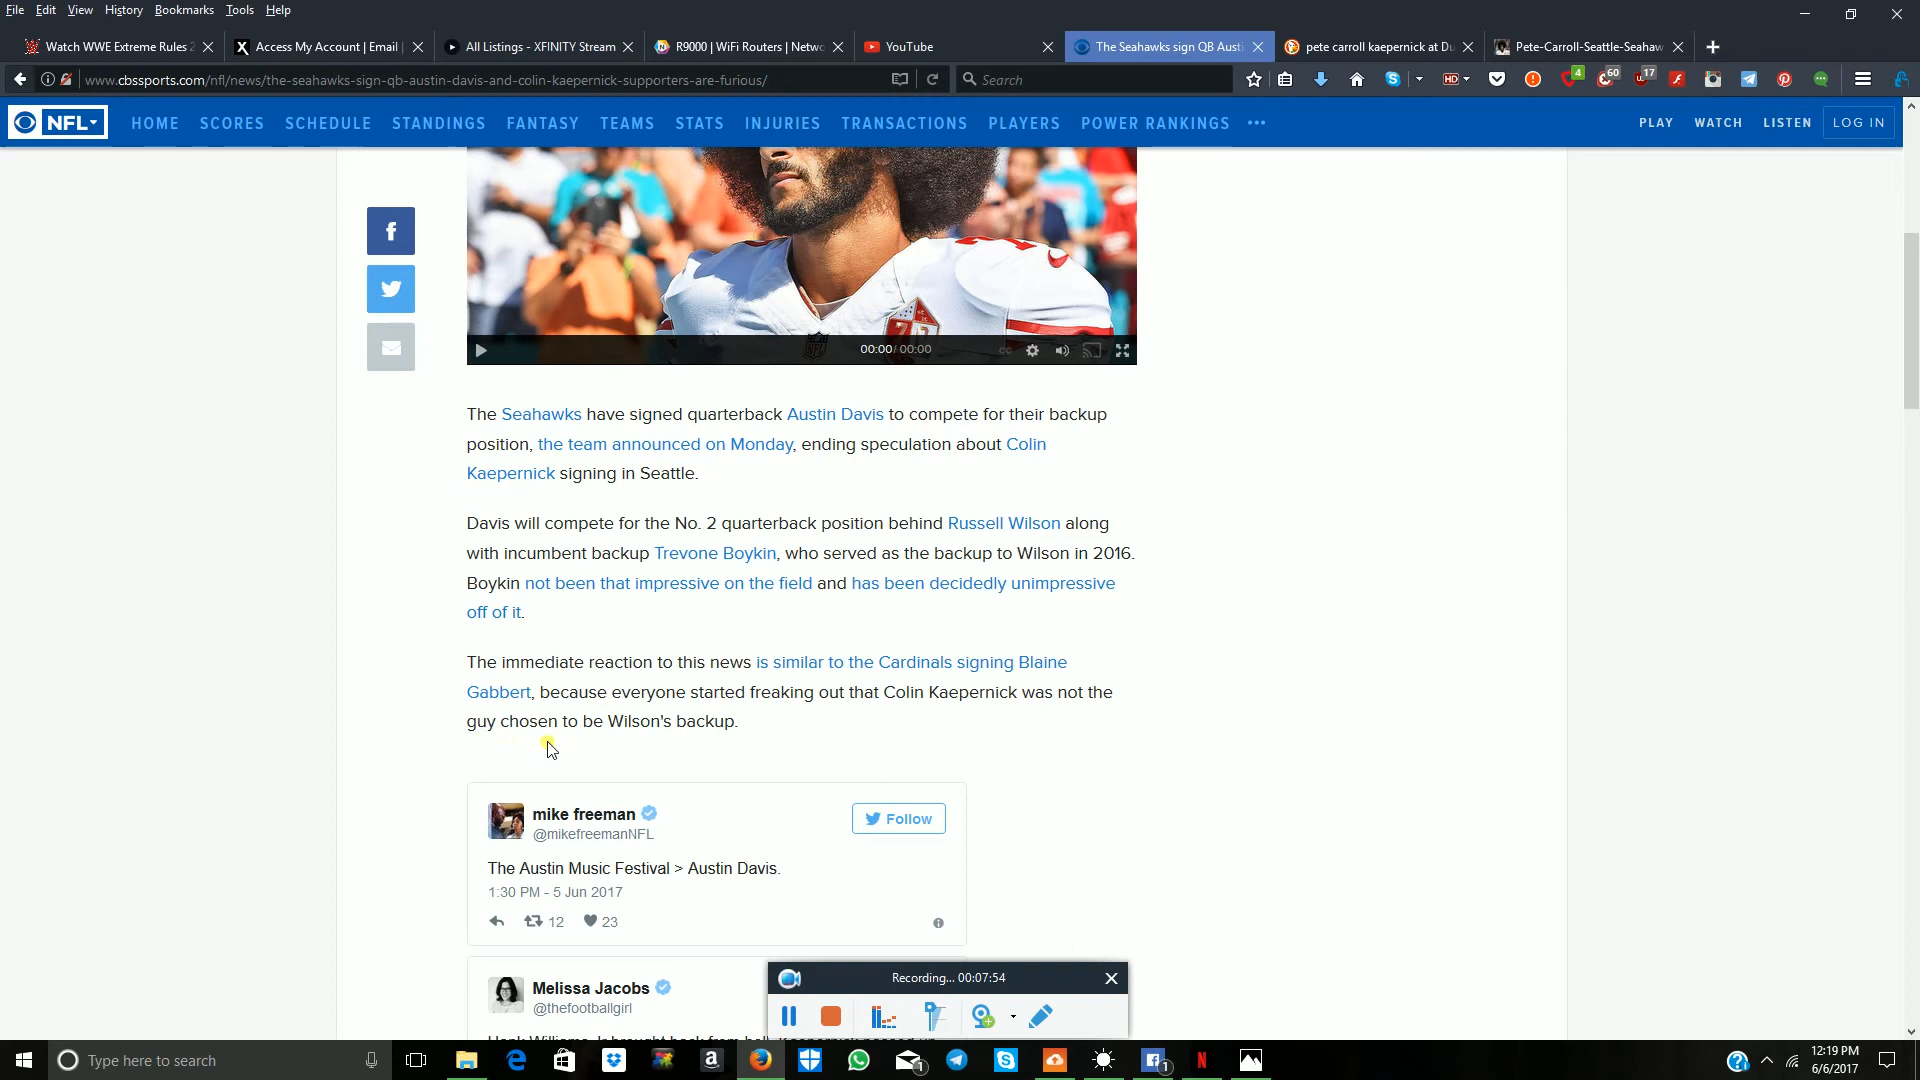 File Edit View History Bookmarks Tools Help
Watch WWE Extreme Rules 2
Access My Account | Email
All Listings - XFINITY Stream
R9000 | WiFi Routers | Netwo
YouTube
The Seahawks sign QB Austi
pete carroll kaepernick at Du
Pete-Carroll-Seattle-Seahaw
www.cbssports.com/nfl/news/the-seahawks-sign-qb-austin-davis-and-colin-kaepernick-supporters-are-furious/
Search
HD 4 60 17
NFL HOME SCORES SCHEDULE STANDINGS FANTASY TEAMS STATS INJURIES TRANSACTIONS PLAYERS POWER RANKINGS ••• PLAY WATCH LISTEN LOG IN
00:00/00:00
The Seahawks have signed quarterback Austin Davis to compete for their backup
position, the team announced on Monday, ending speculation about Colin
Kaepernick signing in Seattle.
Davis will compete for the No. 2 quarterback position behind Russell Wilson along
with incumbent backup Trevone Boykin, who served as the backup to Wilson in 2016.
Boykin not been that impressive on the field and has been decidedly unimpressive
off of it.
The immediate reaction to this news is similar to the Cardinals signing Blaine
Gabbert, because everyone started freaking out that Colin Kaepernick was not the
guy chosen to be Wilson's backup.
mike freeman
@mikefreemanNFL
Follow
The Austin Music Festival > Austin Davis.
1:30 PM - 5 Jun 2017
12 23
Melissa Jacobs
@thefootballgirl
Recording... 00:07:54
Type here to search
12:19 PM
6/6/2017